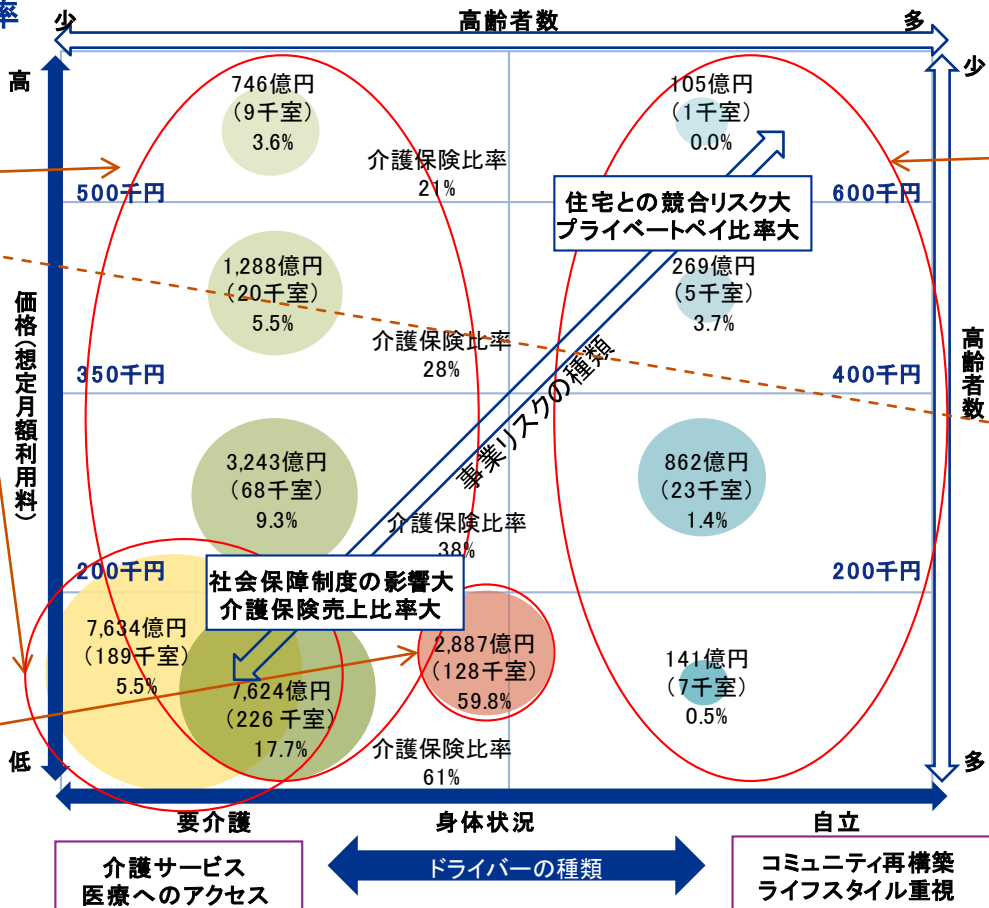 率
少
高齢者数
多
高
少
746億円
（9千室）
3.6%
105億円
（1千室）
0.0%
介護保険比率
21%
500千円
600千円
住宅との競合リスク大
プライベートペイ比率大
1,288億円
（20千室）
5.5%
269億円
（5千室）
3.7%
価格（想定月額利用料）
介護保険比率
28%
高齢者数
350千円
400千円
事業リスクの種類
3,243億円
（68千室）
9.3%
862億円
（23千室）
1.4%
介護保険比率
38%
200千円
200千円
社会保障制度の影響大
介護保険売上比率大
7,634億円
（189千室）
5.5%
7,624億円
（226 千室）
17.7%
2,887億円
（128千室）
59.8%
141億円
（7千室）
0.5%
介護保険比率
61%
低
多
要介護
身体状況
自立
介護サービス
医療へのアクセス
ドライバーの種類
コミュニティ再構築
ライフスタイル重視